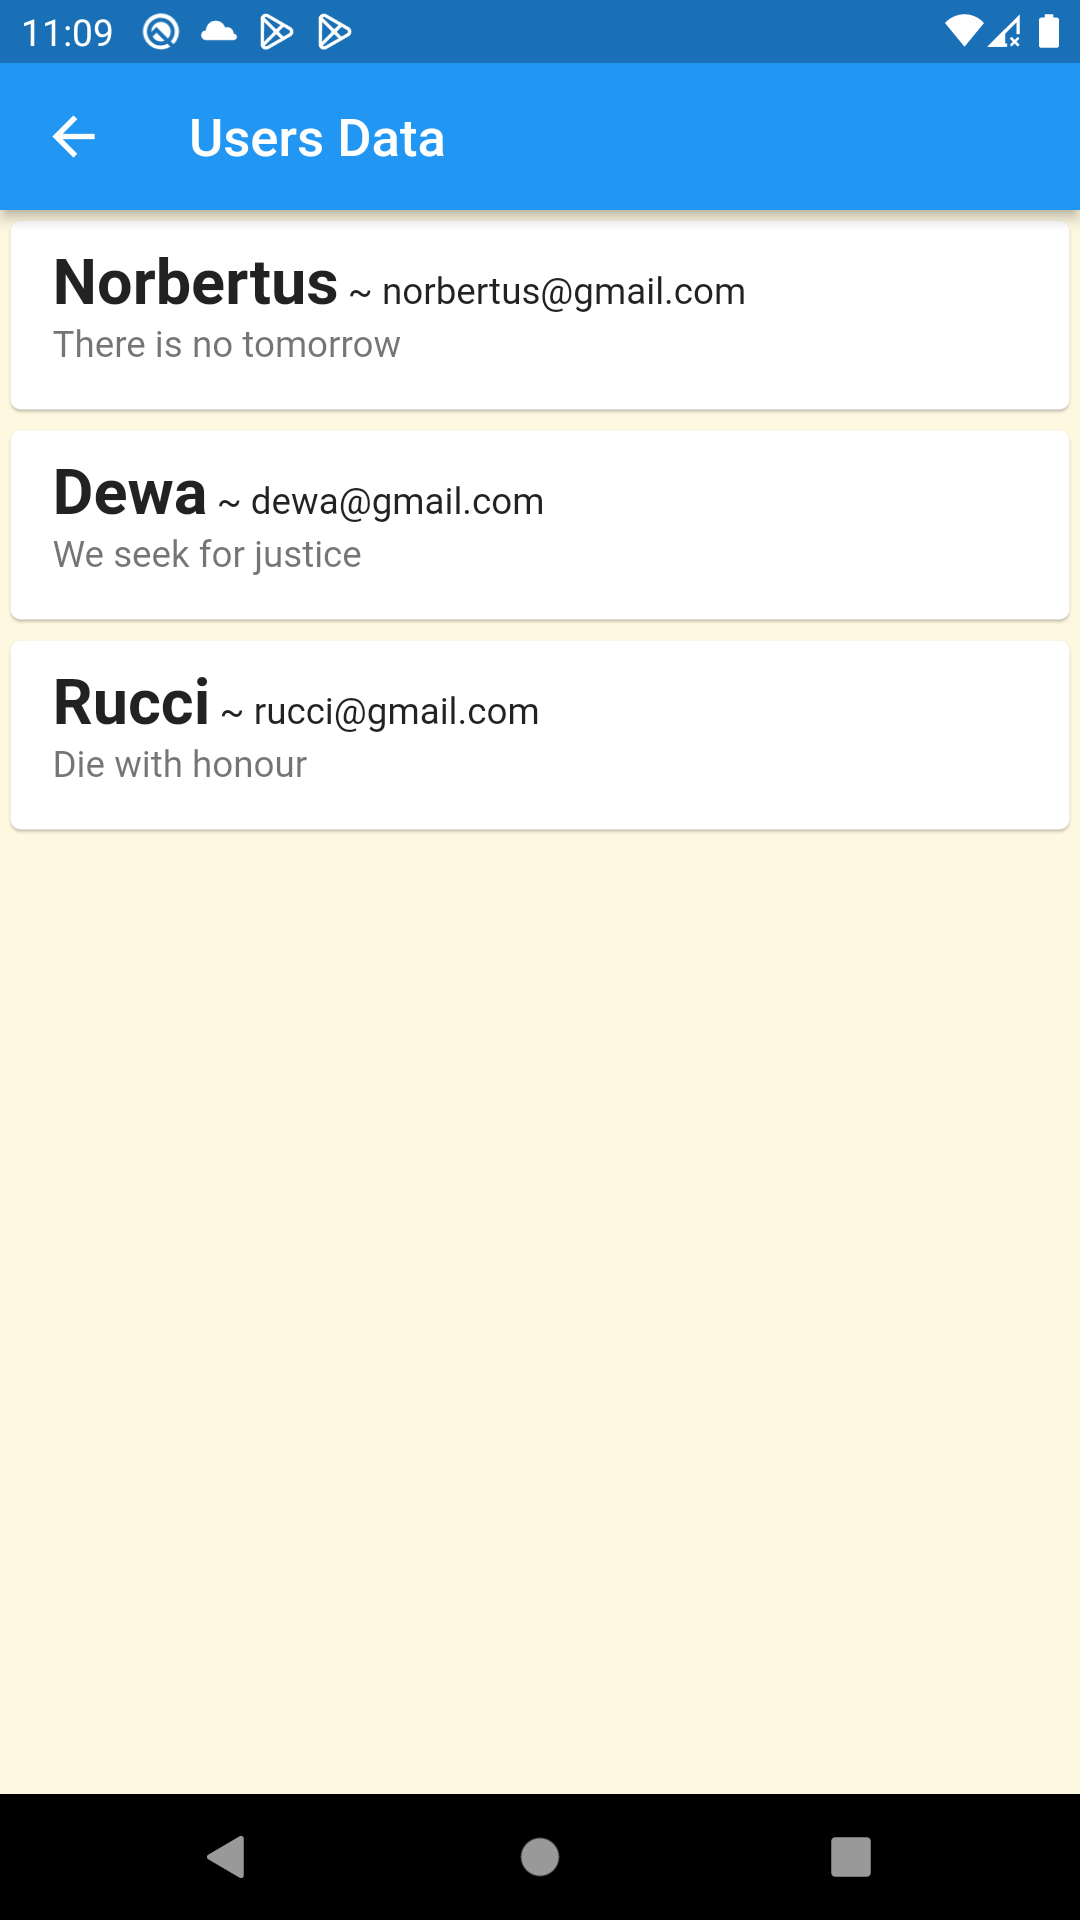 11:09
Users Data
Norbertus ~ norbertus@gmail.com
There is no tomorrow
Dewa ~ dewa@gmail.com
We seek for justice
Rucci ~ rucci@gmail.com
Die with honour